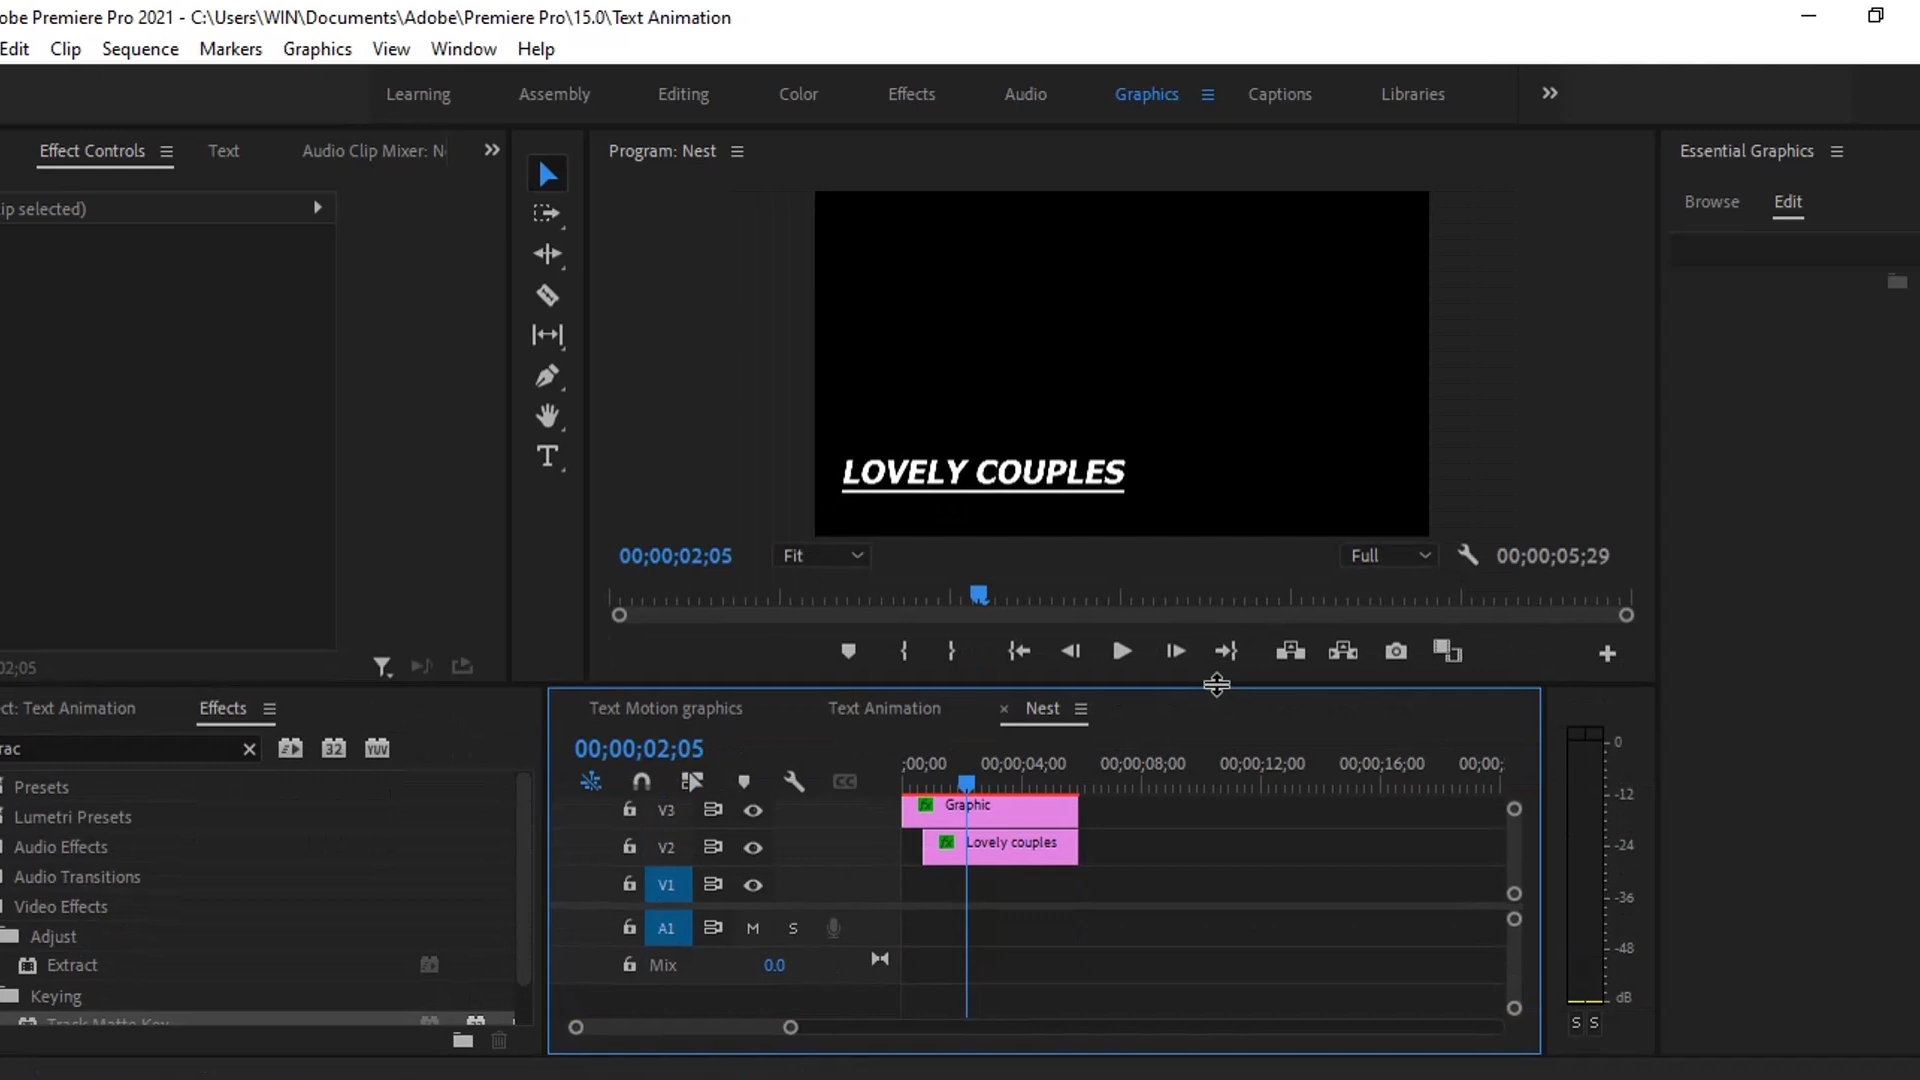 obe Premiere Pro 2021 - C:\Users\WIN\Documents\Adobe\Premiere Pro\15.0\Text Animation
Edit Clip Sequence Markers Graphics View Window Help
Learning Assembly Editing Color Effects Audio Graphics Captions Libraries
Effect Controls Text Audio Clip Mixer: N
Program: Nest
Essential Graphics
Browse Edit
ip selected)
LOVELY COUPLES
00;00;02;05 Fit Full 00;00;05;29
02;05
ct: Text Animation Effects
Text Motion graphics Text Animation × Nest
rac
32 YUV
00;00;02;05
;00;00 00;00;04;00 00;00;08;00 00;00;12;00 00;00;16;00 00;00;
Presets
Lumetri Presets
Audio Effects
Audio Transitions
Video Effects
Adjust
Extract
Keying
Track Matte Key
CC
V3 fx Graphic
V2 fx Lovely couples
V1
A1 M S
Mix 0.0
0
-12
-24
-36
-48
dB
S S
T